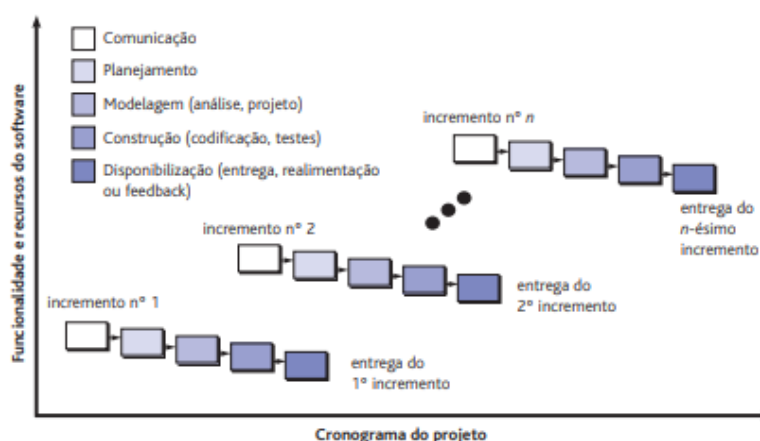 Comunicação
Planejamento
Modelagem (análise, projeto)
Construção (codificação, testes)
Disponibilização (entrega, realimentação
ou feedback)
incremento nº n
entrega do
n-ésimo
incremento
incremento nº 2
entrega do
2º incremento
incremento nº 1
entrega do
1º incremento
Funcionalidade e recursos do software
Cronograma do projeto